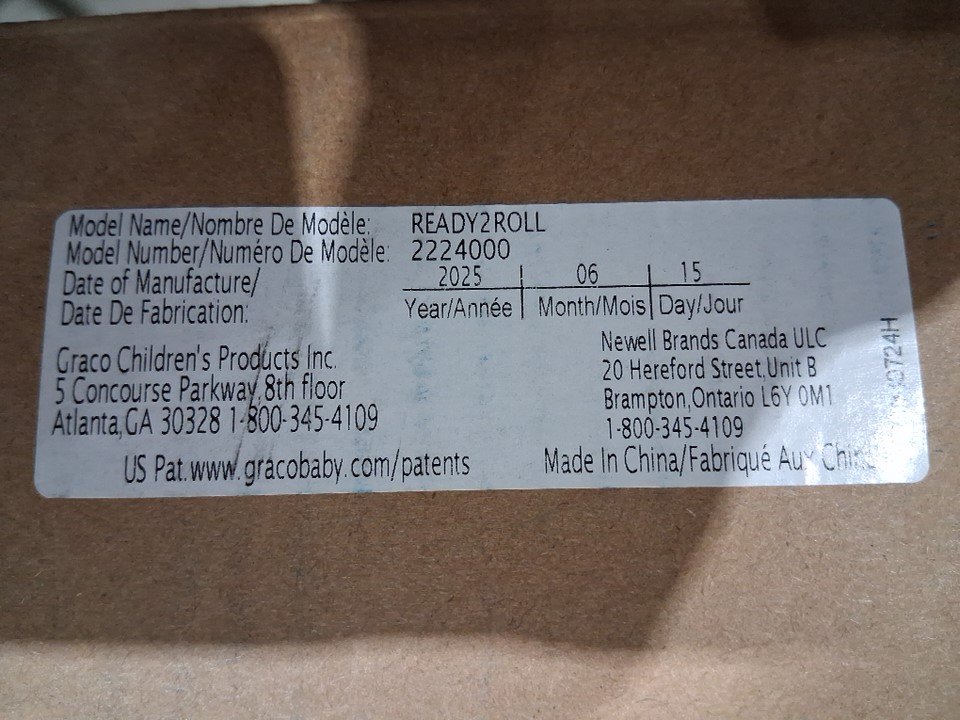 Model Name/Nombre De Modèle: READY2ROLL
Model Number/Numéro De Modèle: 2224000
Date of Manufacture/
Date De Fabrication:
2025 | 06 | 15
Year/Année | Month/Mois | Day/Jour
Graco Children's Products Inc.
5 Concourse Parkway,8th floor
Atlanta,GA 30328 1-800-345-4109
US Pat.www.gracobaby.com/patents
Newell Brands Canada ULC
20 Hereford Street,Unit B
Brampton,Ontario L6Y 0M1
1-800-345-4109
Made In China/Fabriqué Aux